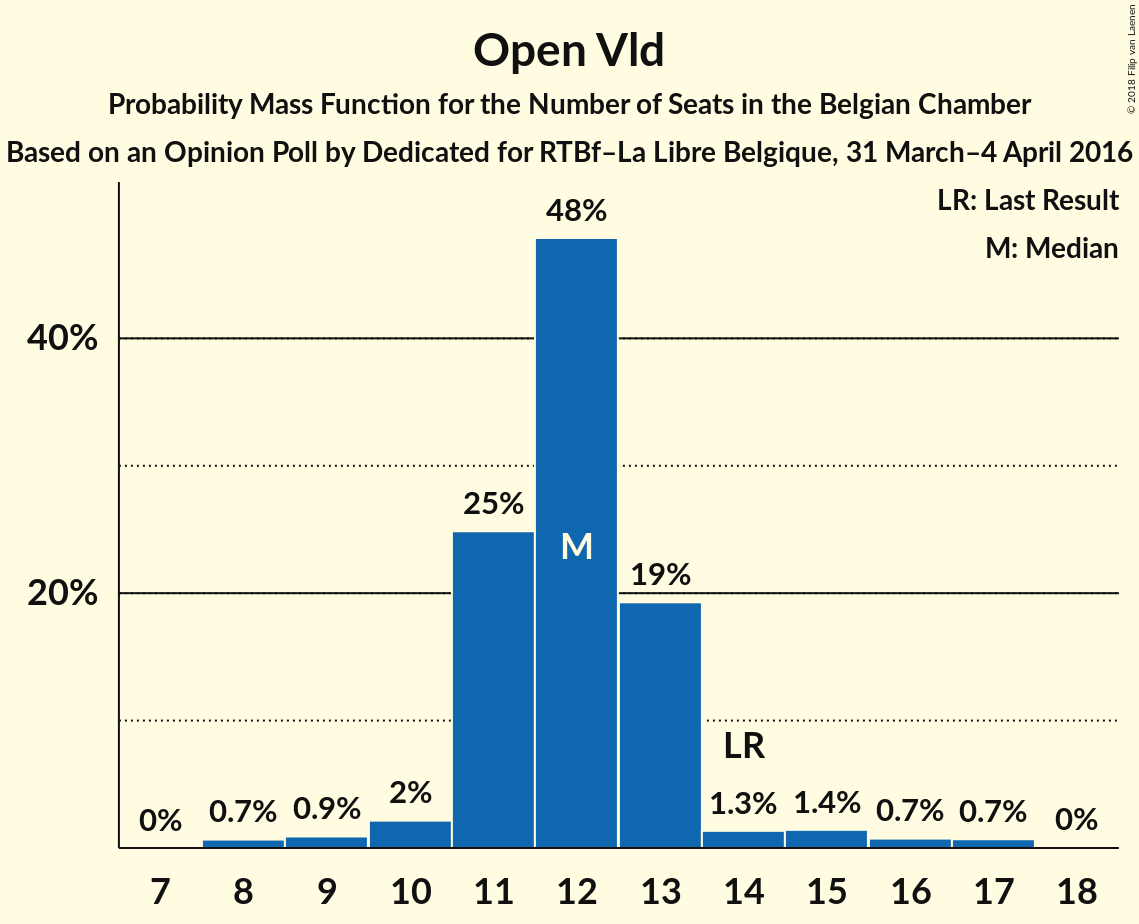 Open Vld
Probability Mass Function for the Number of Seats in the Belgian Chamber
Based on an Opinion Poll by Dedicated for RTBf–La Libre Belgique, 31 March–4 April 2016
© 2018 Filip van Laenen
LR: Last Result
M: Median
48%
40%
25%
M
19%
20%
LR
0%
0.7%
0.9%
2%
1.3%
1.4%
0.7%
0.7%
0%
7 8 9 10 11 12 13 14 15 16 17 18